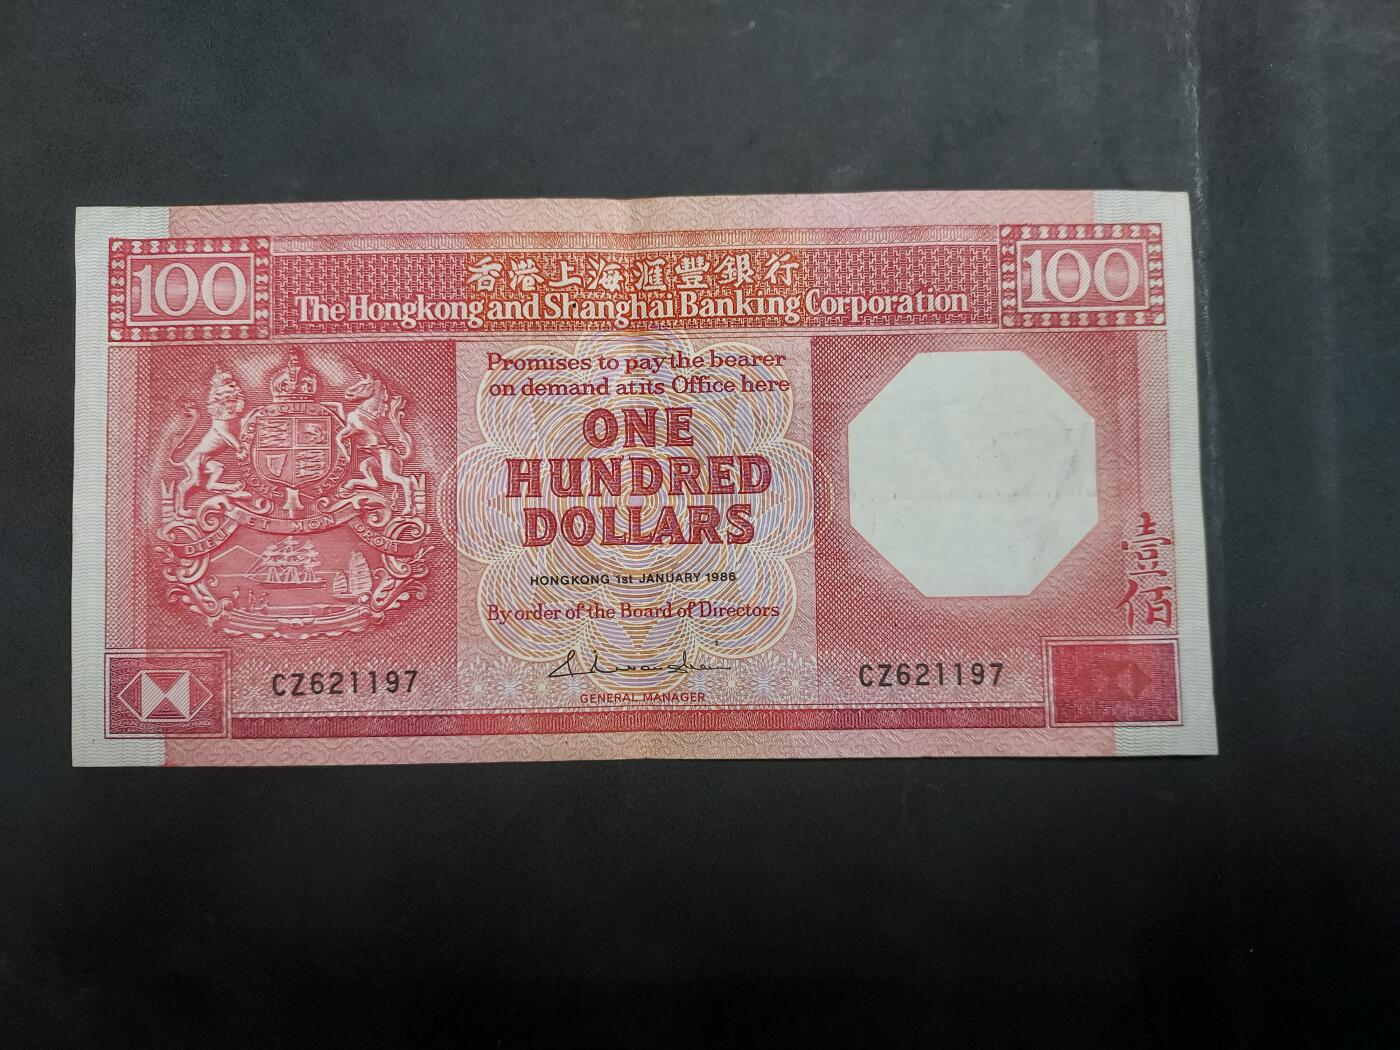 100
香港上海滙豐銀行
100
The Hongkong and Shanghai Banking Corporation
Promises to pay the bearer
on demand at its Office here
ONE
HUNDRED
DOLLARS
HONGKONG 1st JANUARY 1986
By order of the Board of Directors
GENERAL MANAGER
CZ621197
CZ621197
壹佰
DIEU ET MON DROIT